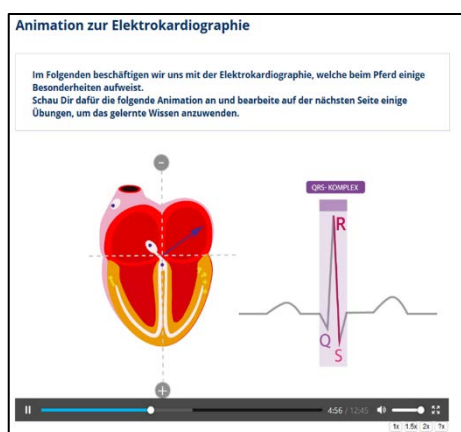 Animation zur Elektrokardiographie
Im Folgenden beschäftigen wir uns mit der Elektrokardiographie, welche beim Pferd einige
Besonderheiten aufweist.
Schau Dir dafür die folgende Animation an und bearbeite auf der nächsten Seite einige
Übungen, um das gelernte Wissen anzuwenden.
−
QRS- KOMPLEX
R
Q
S
+
4:56 / 12:45
1x 1.5x 2x ?x